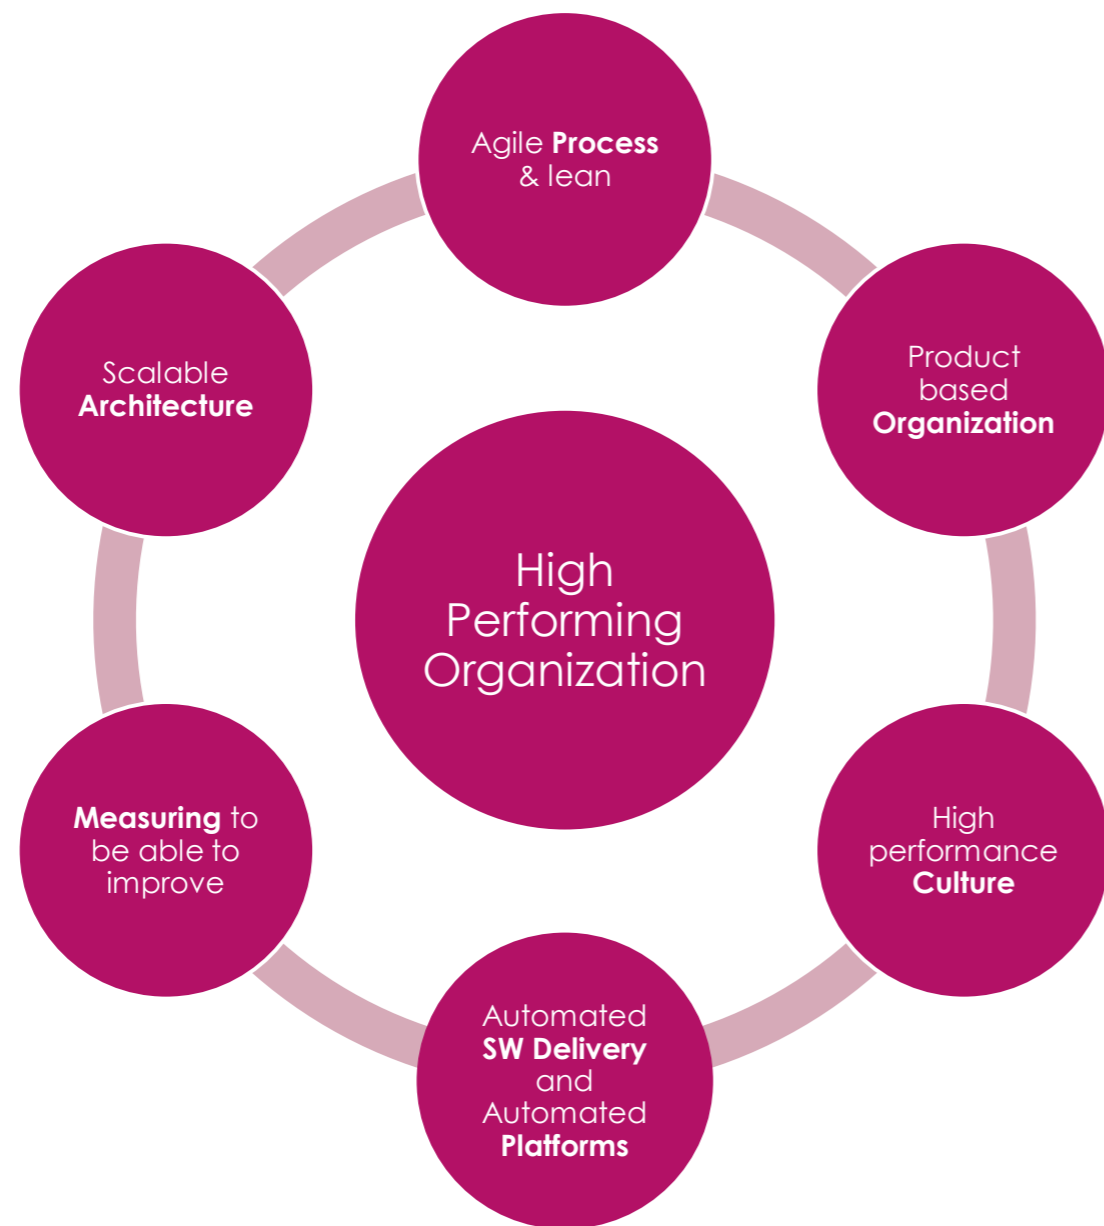 Agile Process
& lean
Product
based
Organization
High
performance
Culture
Automated
SW Delivery
and
Automated
Platforms
Measuring to
be able to
improve
Scalable
Architecture
High
Performing
Organization